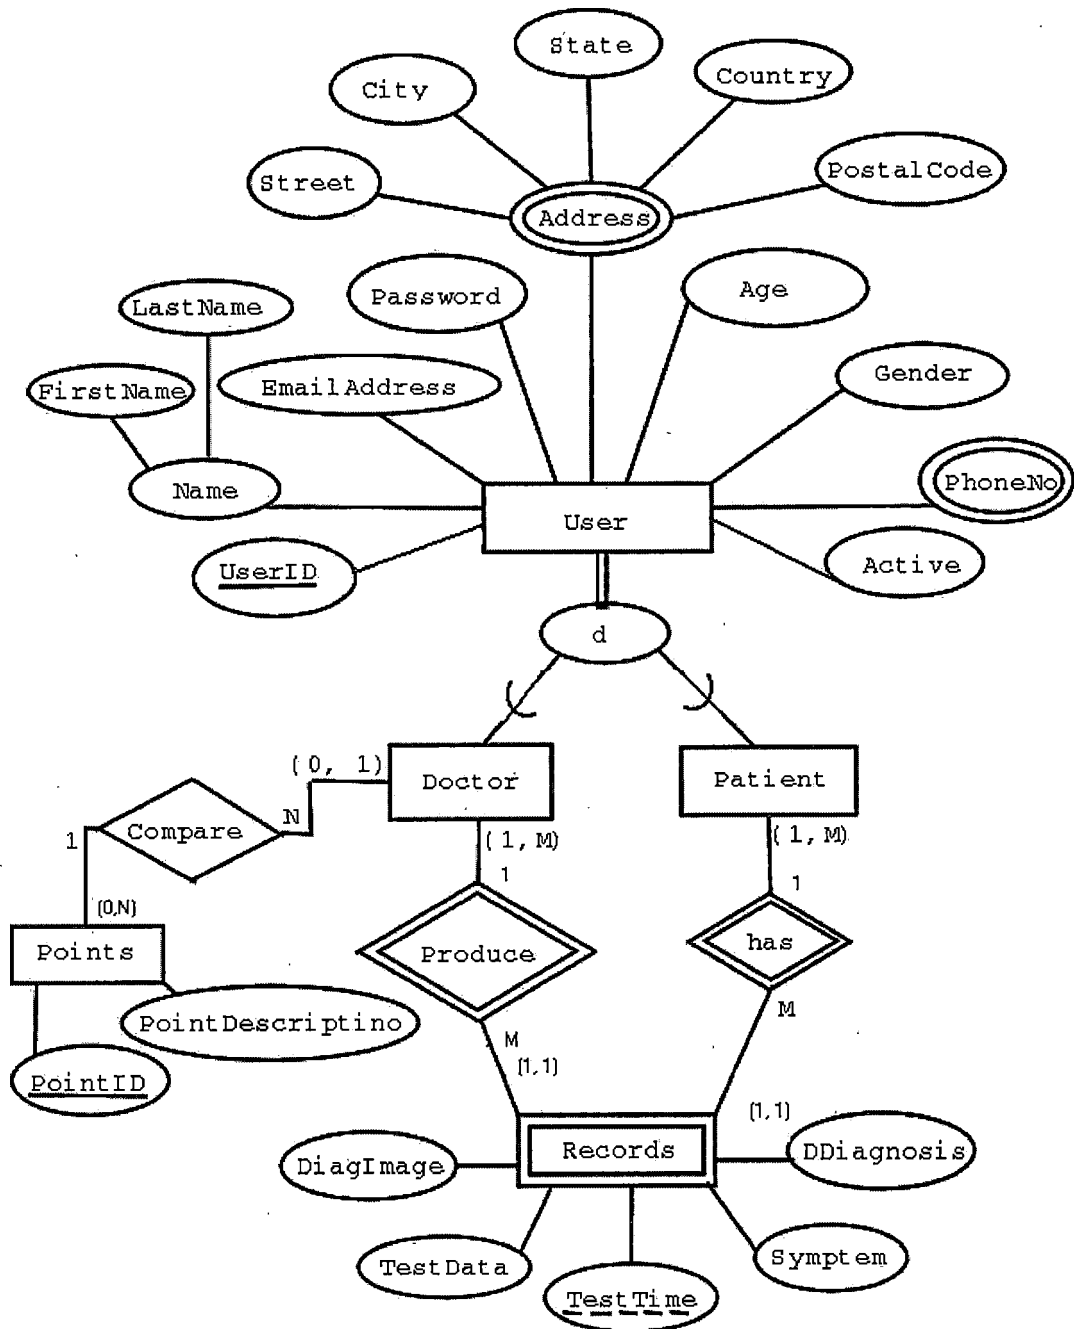 State
City
Country
Street
PostalCode
Address
Password
Age
LastName
FirstName
EmailAddress
Gender
Name
PhoneNo
User
UserID
Active
d
(0, 1)
Doctor
Patient
N
1
Compare
(1,M)
(1,M)
1
1
(0,N)
Points
Produce
has
PointDescriptino
M
M
(1,1)
PointID
(1,1)
Records
DDiagnosis
DiagImage
TestData
Symptem
TestTime